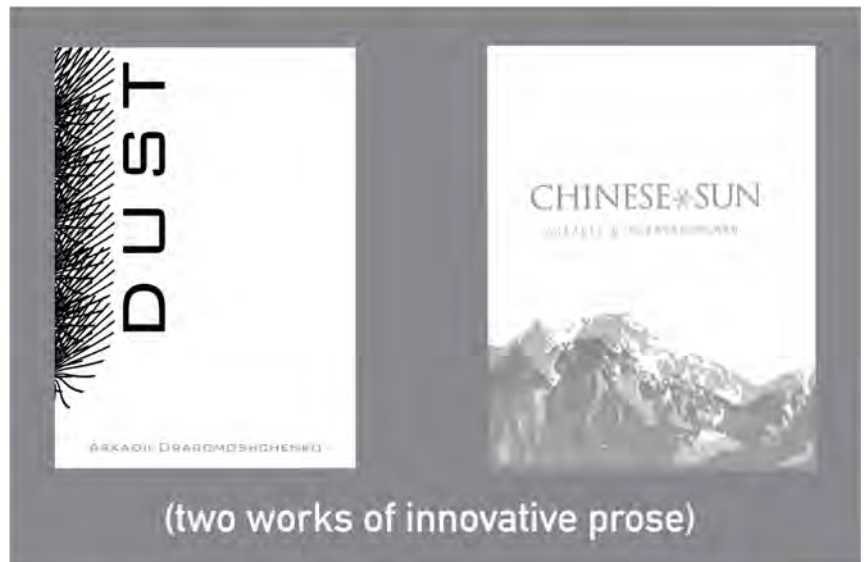 DUST
ARKADII DRAGOMOSHCHENKO
CHINESE*SUN
(two works of innovative prose)